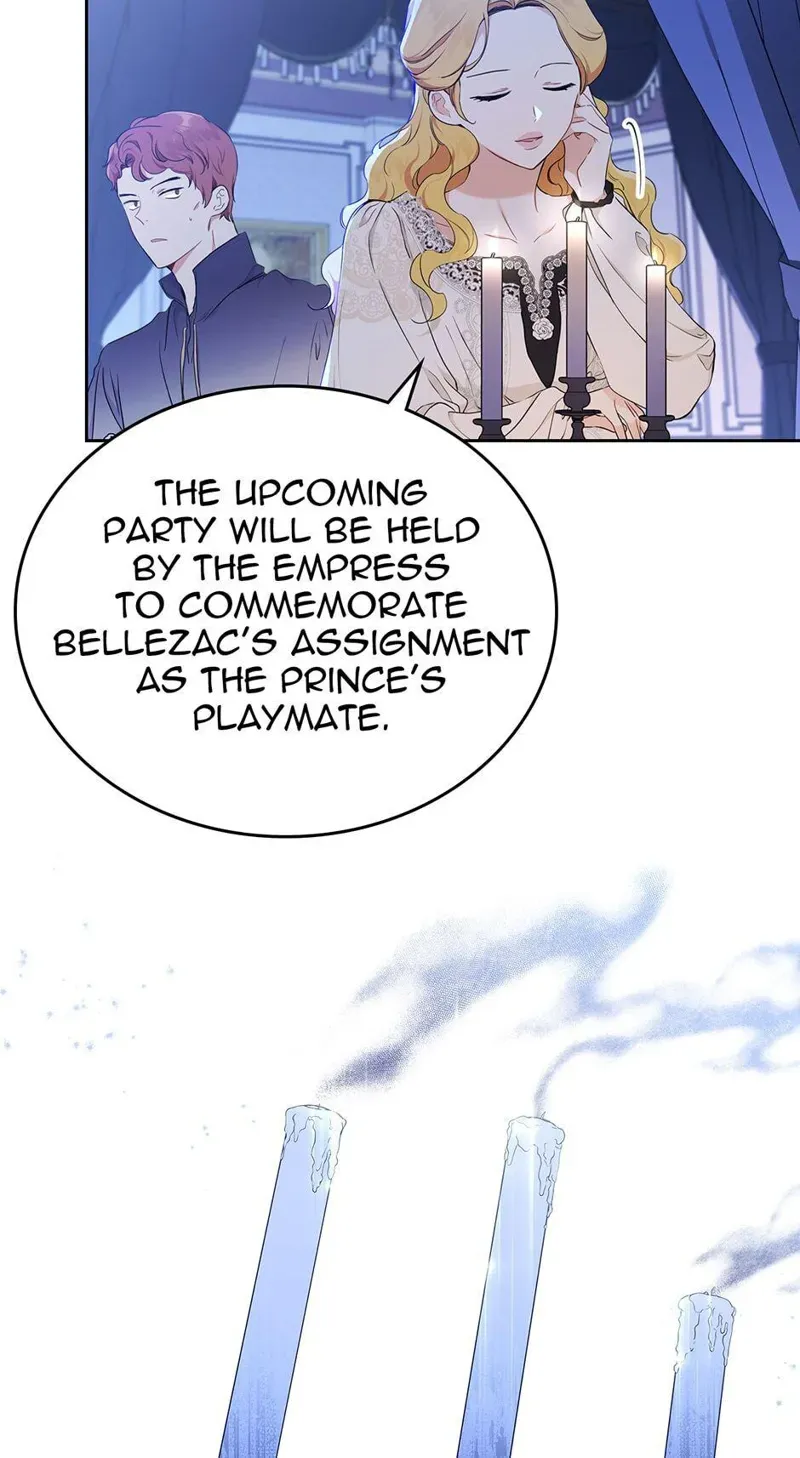 THE UPCOMING
PARTY WILL BE HELD
BY THE EMPRESS
TO COMMEMORATE
BELLEZAC'S ASSIGNMENT
AS THE PRINCE'S
PLAYMATE.